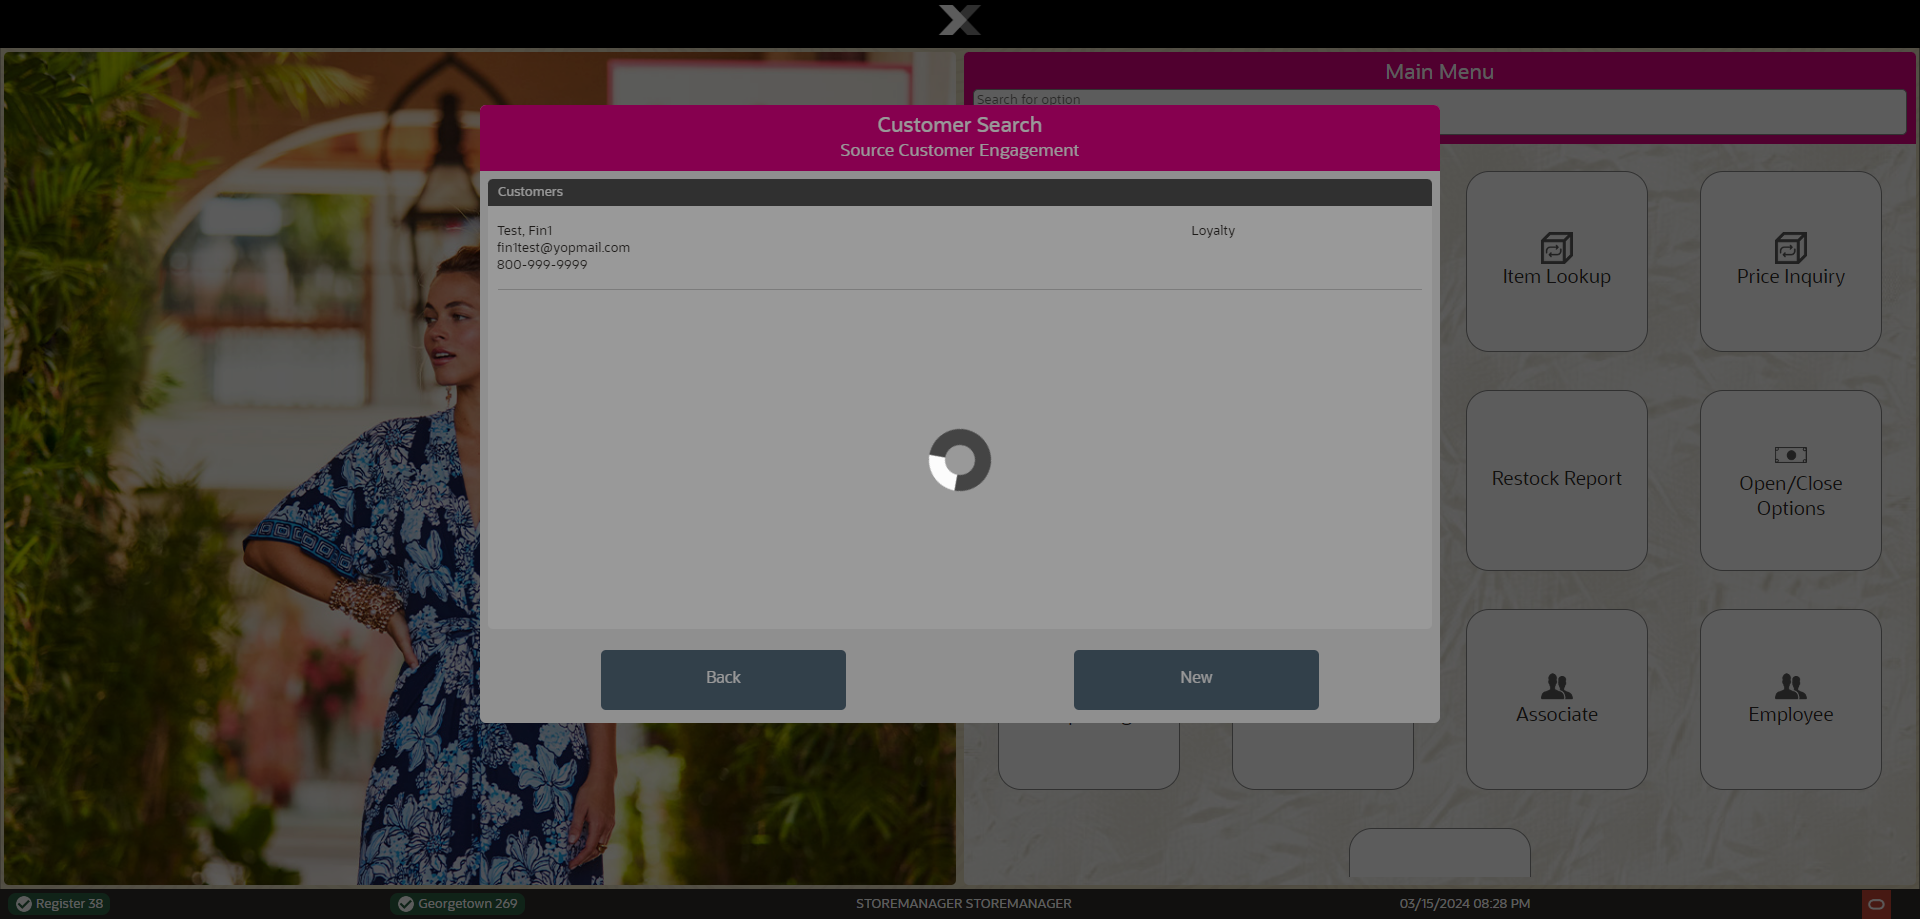 Main Menu
Search for option
Customer Search
Source Customer Engagement
Customers
Test, Fin1
Loyalty
fin1test@yopmail.com
800-999-9999
Item Lookup
Price Inquiry
Restock Report
Open/Close
Options
Back
New
Associate
Employee
Register 38
Georgetown 269
STOREMANAGER STOREMANAGER
03/15/2024 08:28 PM